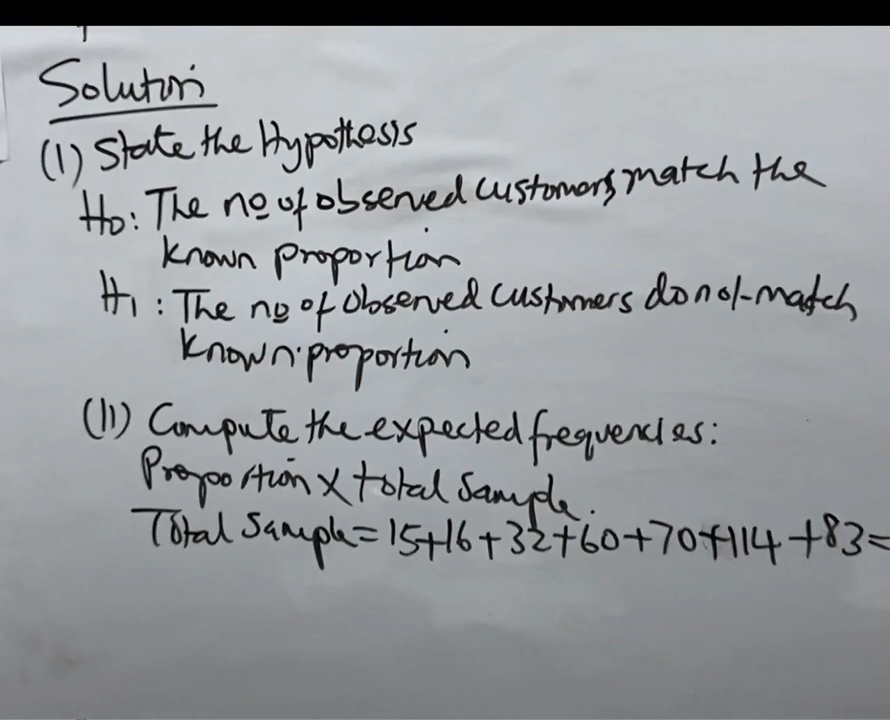 Solution
(1) State the Hypothesis
H0: The no of observed customers match the
known proportion
H1: The no of observed customers do not match
known proportion
(11) Compute the expected frequencies:
Proportion X total sample.
Total Sample = 15+16+32+60+70+114+83=